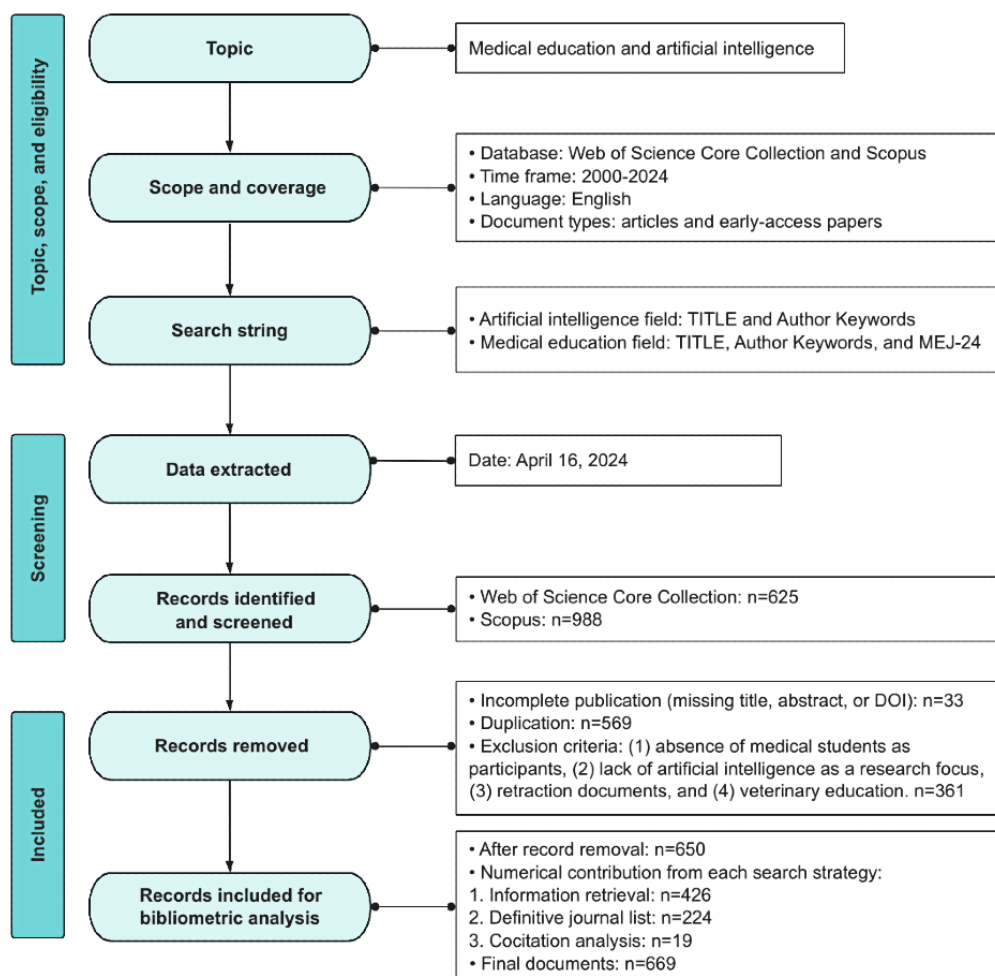 Topic, scope, and eligibility
Topic
Medical education and artificial intelligence
Scope and coverage
• Database: Web of Science Core Collection and Scopus
• Time frame: 2000-2024
• Language: English
• Document types: articles and early-access papers
Search string
• Artificial intelligence field: TITLE and Author Keywords
• Medical education field: TITLE, Author Keywords, and MEJ-24
Screening
Data extracted
Date: April 16, 2024
Records identified
and screened
• Web of Science Core Collection: n=625
• Scopus: n=988
Included
Records removed
• Incomplete publication (missing title, abstract, or DOI): n=33
• Duplication: n=569
• Exclusion criteria: (1) absence of medical students as
participants, (2) lack of artificial intelligence as a research focus,
(3) retraction documents, and (4) veterinary education. n=361
Records included for
bibliometric analysis
• After record removal: n=650
• Numerical contribution from each search strategy:
1. Information retrieval: n=426
2. Definitive journal list: n=224
3. Cocitation analysis: n=19
• Final documents: n=669